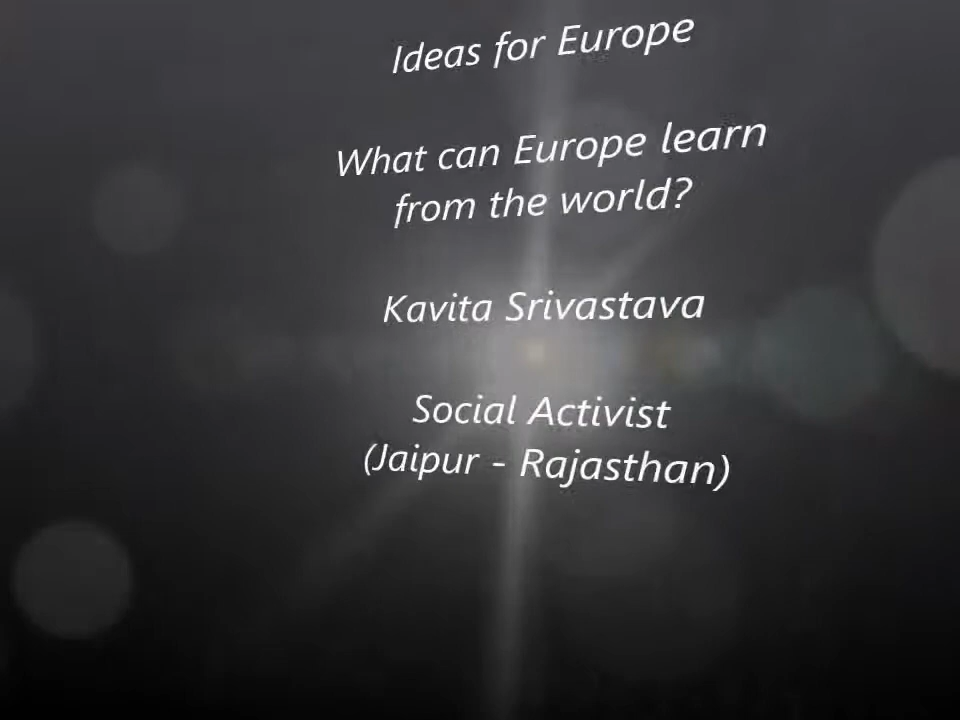 Ideas for Europe
What can Europe learn
from the world?
Kavita Srivastava
Social Activist
(Jaipur - Rajasthan)